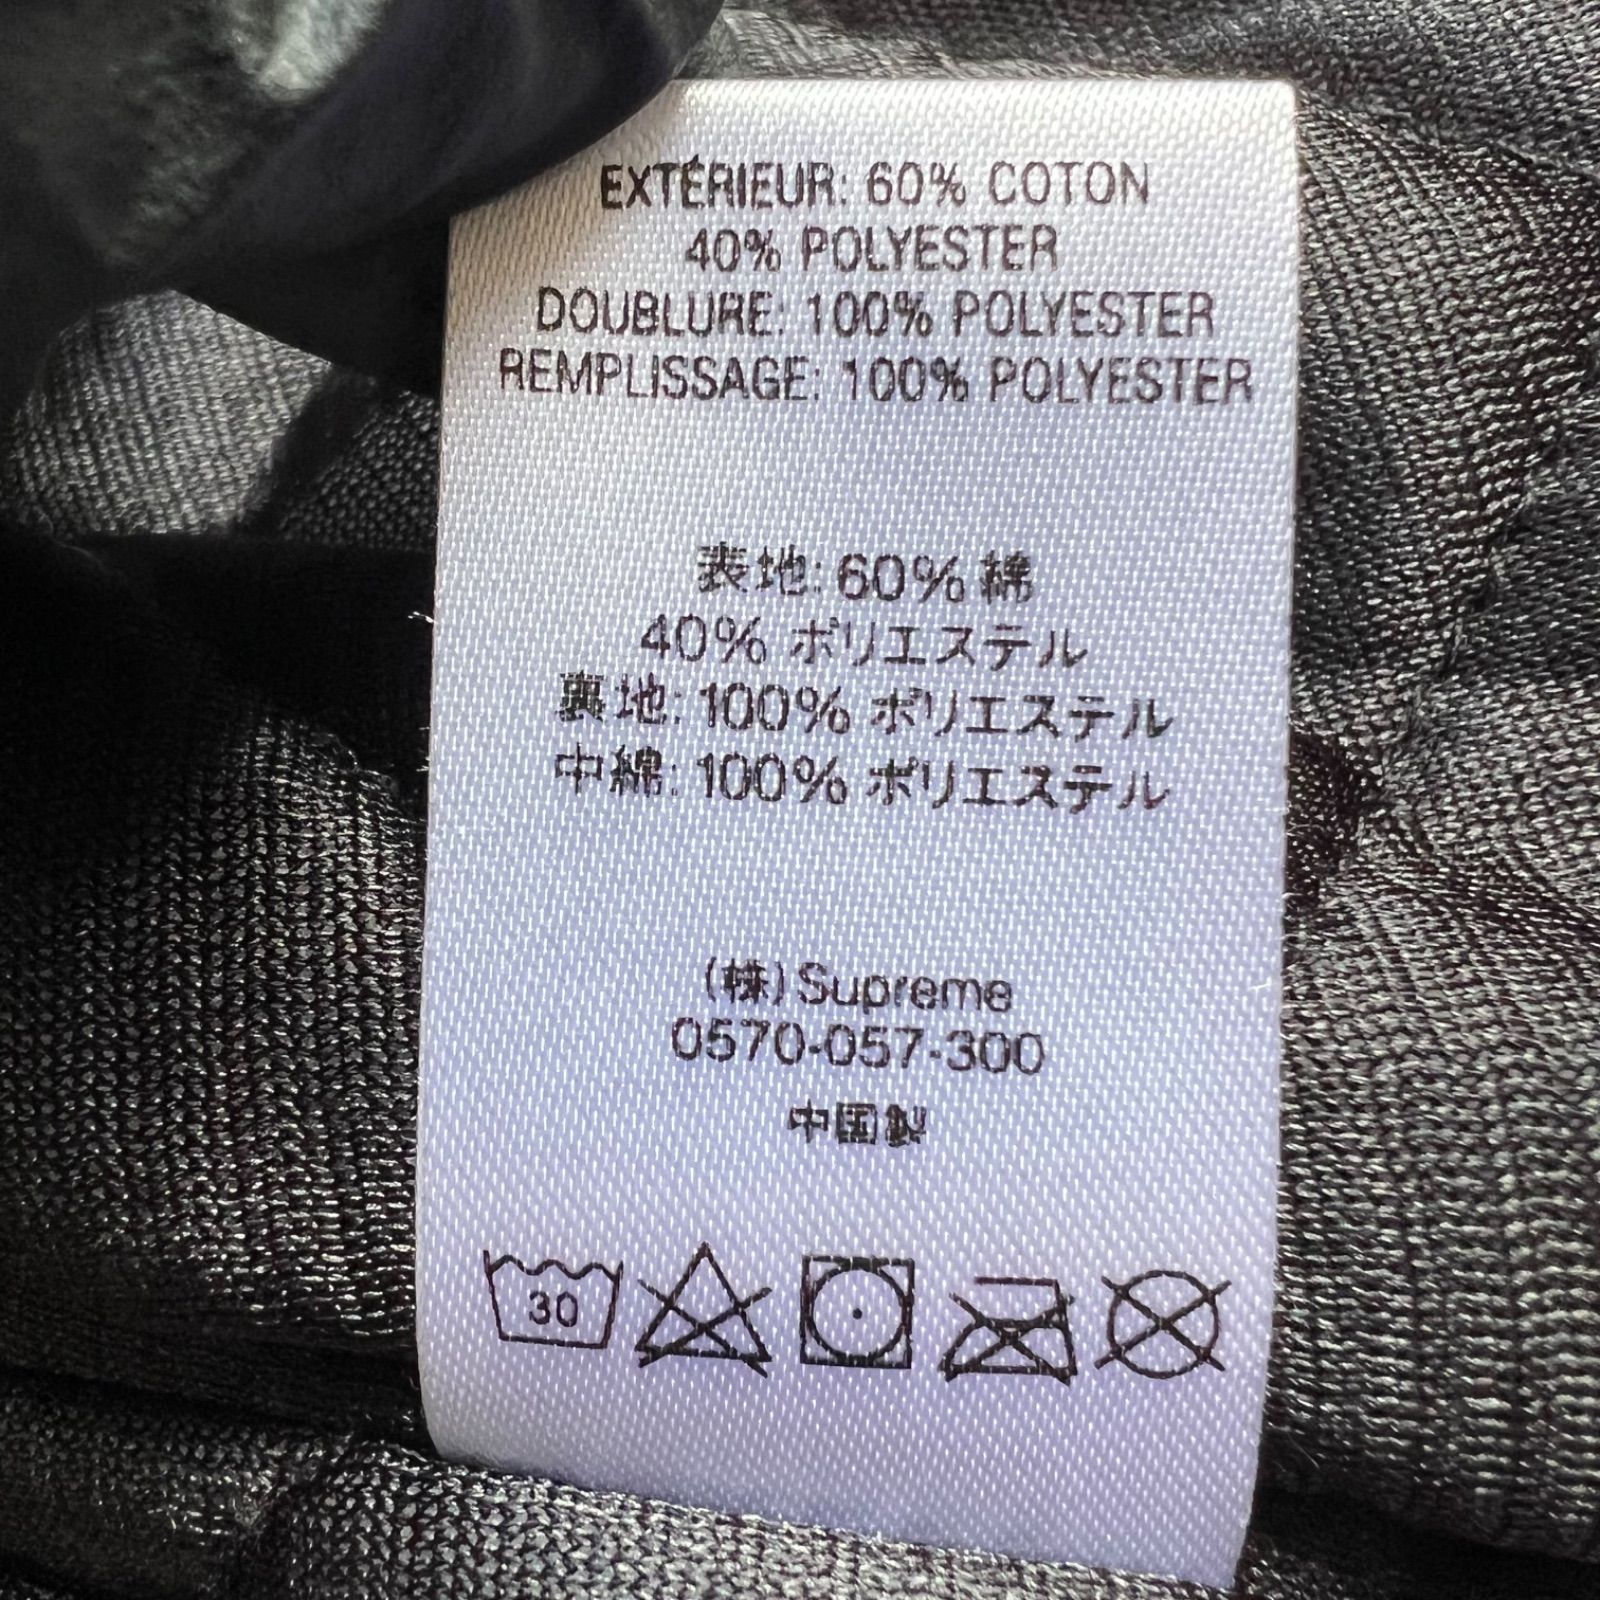 EXTÉRIEUR: 60% COTON
40% POLYESTER
DOUBLURE: 100% POLYESTER
REMPLISSAGE: 100% POLYESTER
表地: 60% 綿
40% ポリエステル
裏地: 100% ポリエステル
中綿: 100% ポリエステル
(株) Supreme
0570-057-300
中国製
30